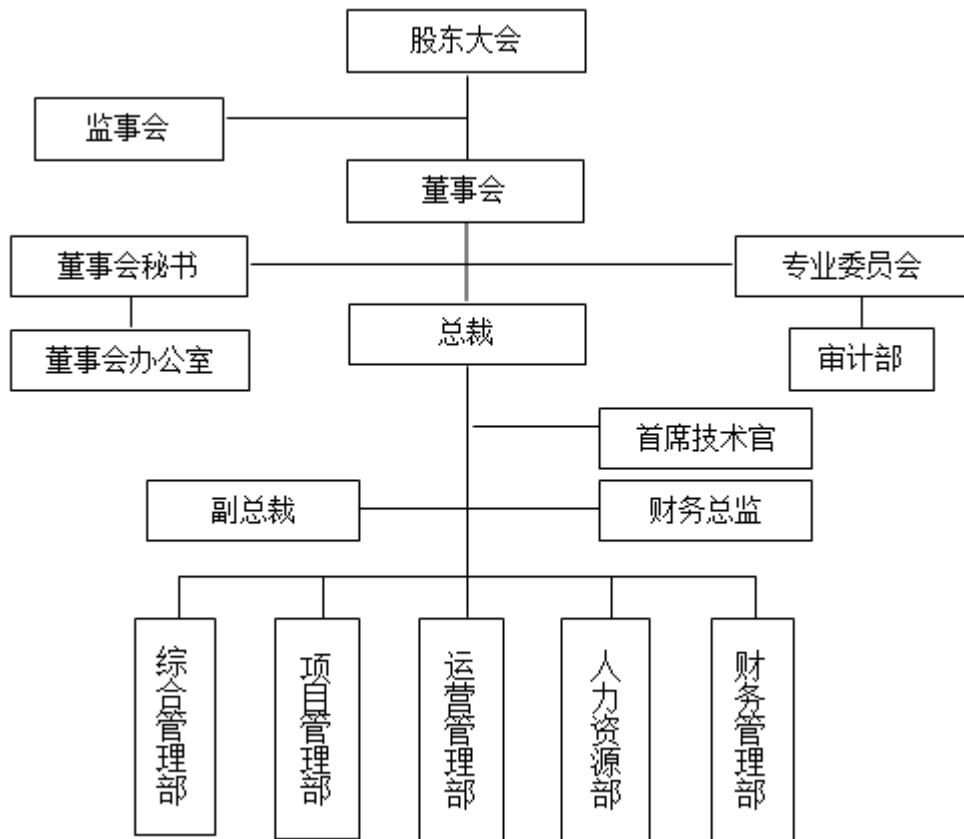 股东大会
监事会
董事会
董事会秘书
专业委员会
总裁
董事会办公室
审计部
首席技术官
副总裁
财务总监
综合管理部
项目管理部
运营管理部
人力资源部
财务管理部